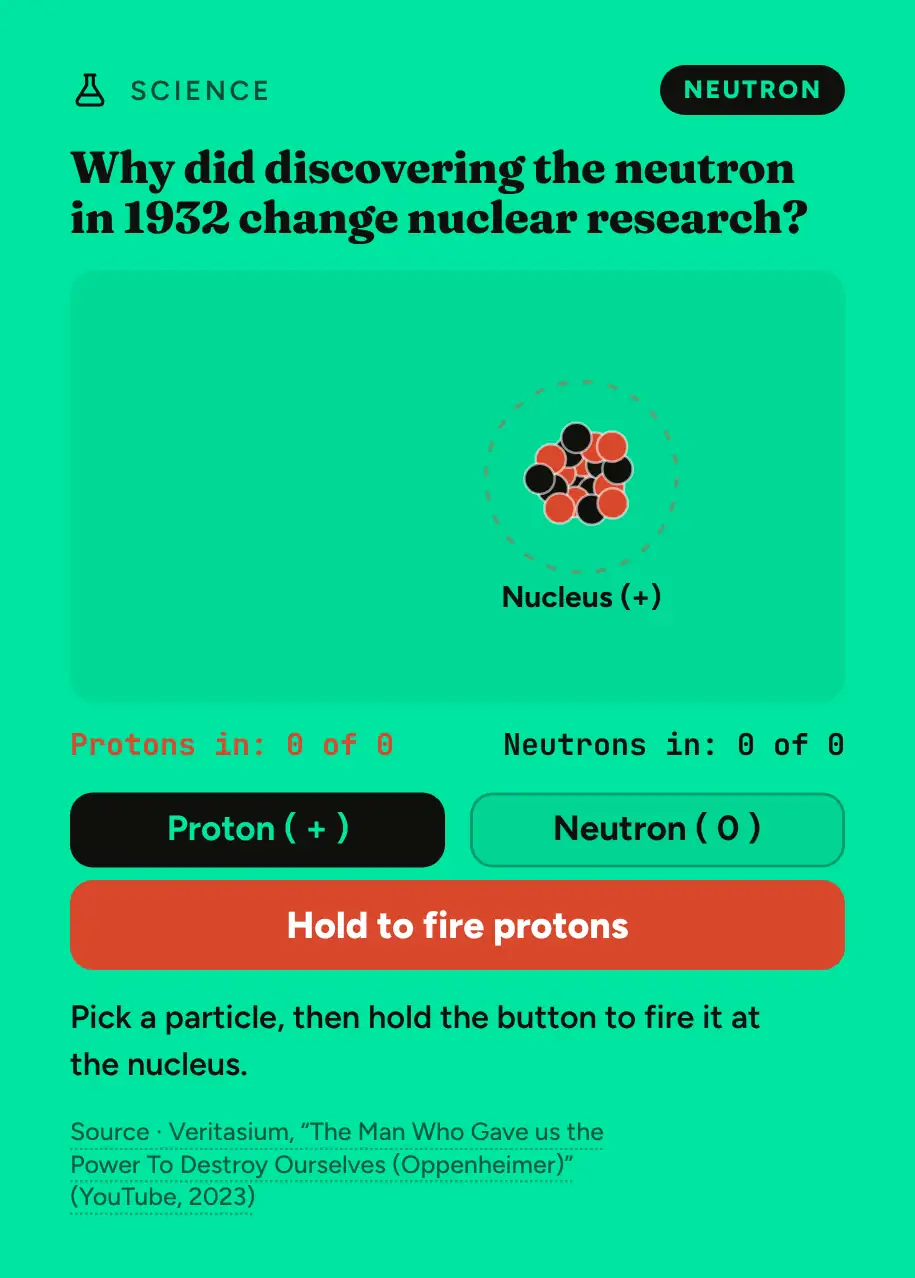 SCIENCE
NEUTRON
Why did discovering the neutron
in 1932 change nuclear research?
Nucleus (+)
Protons in: 0 of 0
Neutrons in: 0 of 0
Proton ( + )
Neutron ( 0 )
Hold to fire protons
Pick a particle, then hold the button to fire it at
the nucleus.
Source · Veritasium, “The Man Who Gave us the
Power To Destroy Ourselves (Oppenheimer)”
(YouTube, 2023)